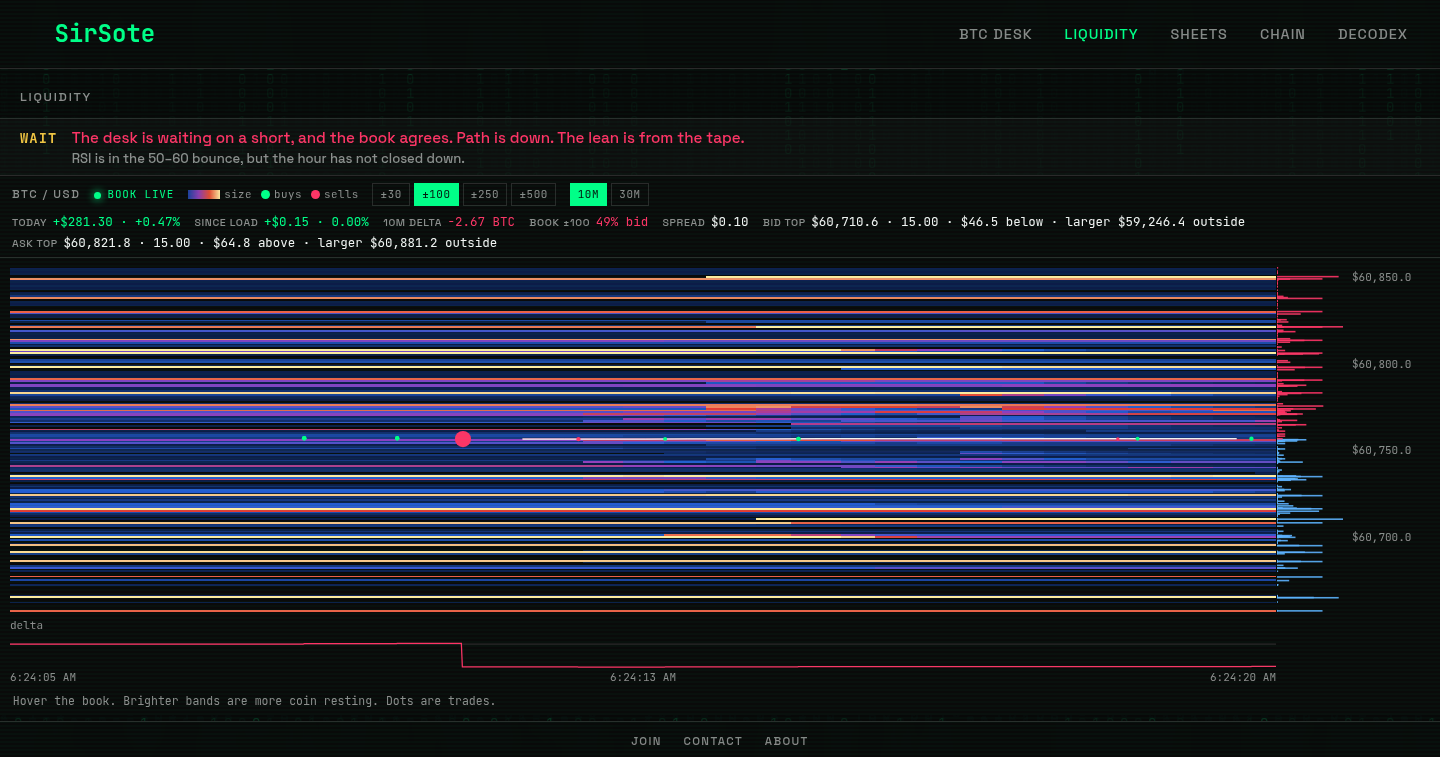 SirSote
BTC DESK LIQUIDITY SHEETS CHAIN DECODEX
LIQUIDITY
WAIT The desk is waiting on a short, and the book agrees. Path is down. The lean is from the tape.
RSI is in the 50–60 bounce, but the hour has not closed down.
BTC / USD BOOK LIVE size buys sells ±30 ±100 ±250 ±500 10M 30M
TODAY +$281.30 · +0.47% SINCE LOAD +$0.15 · 0.00% 10M DELTA -2.67 BTC BOOK ±100 49% bid SPREAD $0.10 BID TOP $60,710.6 · 15.00 · $46.5 below · larger $59,246.4 outside
ASK TOP $60,821.8 · 15.00 · $64.8 above · larger $60,881.2 outside
$60,850.0
$60,800.0
$60,750.0
$60,700.0
delta
6:24:05 AM 6:24:13 AM 6:24:20 AM
Hover the book. Brighter bands are more coin resting. Dots are trades.
JOIN CONTACT ABOUT